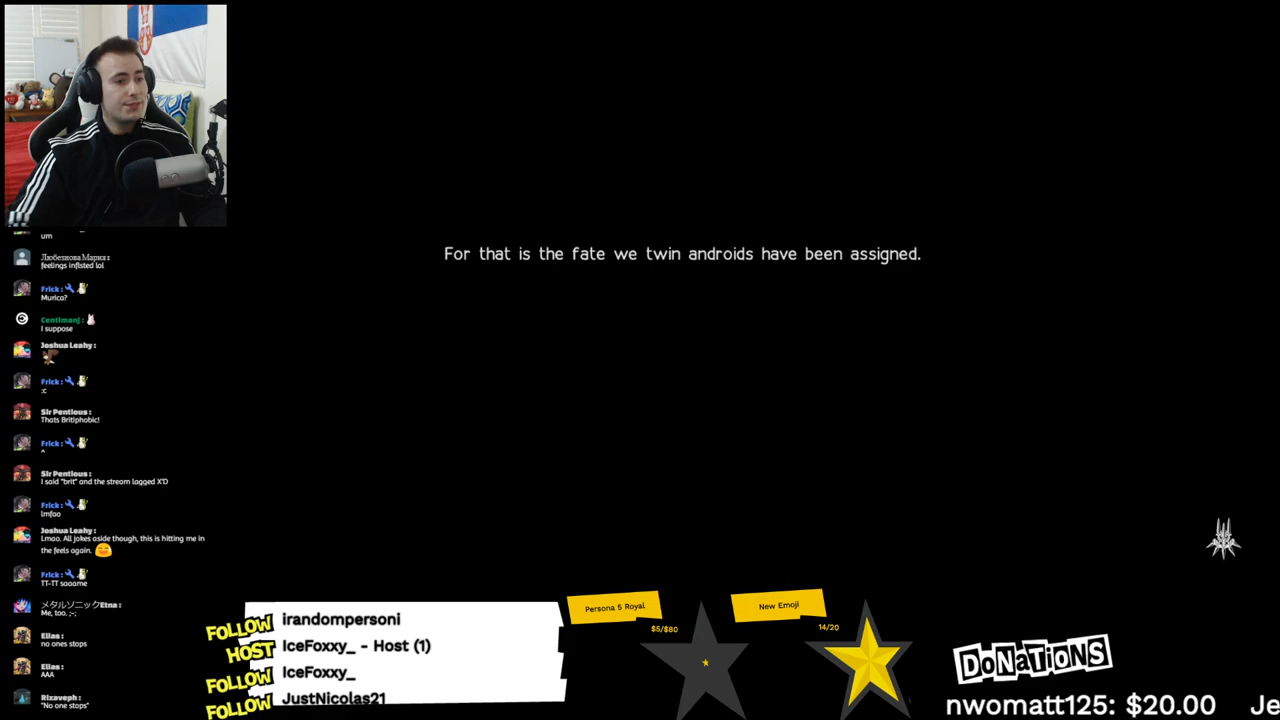 um
Любезнова Мария :
feelings inflsted lol
Frick :
Murica?
Centimanj :
I suppose
Joshua Leahy :
Frick :
:c
Sir Pentious :
Thats Britiphobic!
Frick :
^
Sir Pentious :
I said "brit" and the stream lagged X'D
Frick :
lmfao
Joshua Leahy :
Lmao. All jokes aside though, this is hitting me in
the feels again.
Frick :
TT-TT saaame
メタルソニックEtna :
Me, too. ;-;
Elias :
no ones stops
Elias :
AAA
Rizaveph :
"No one stops"
For that is the fate we twin androids have been assigned.
FOLLOW irandompersoni
HOST IceFoxxy_ - Host (1)
FOLLOW IceFoxxy_
FOLLOW JustNicolas21
Persona 5 Royal
$5/$80
New Emoji
14/20
DONATIONS
nwomatt125: $20.00 Je